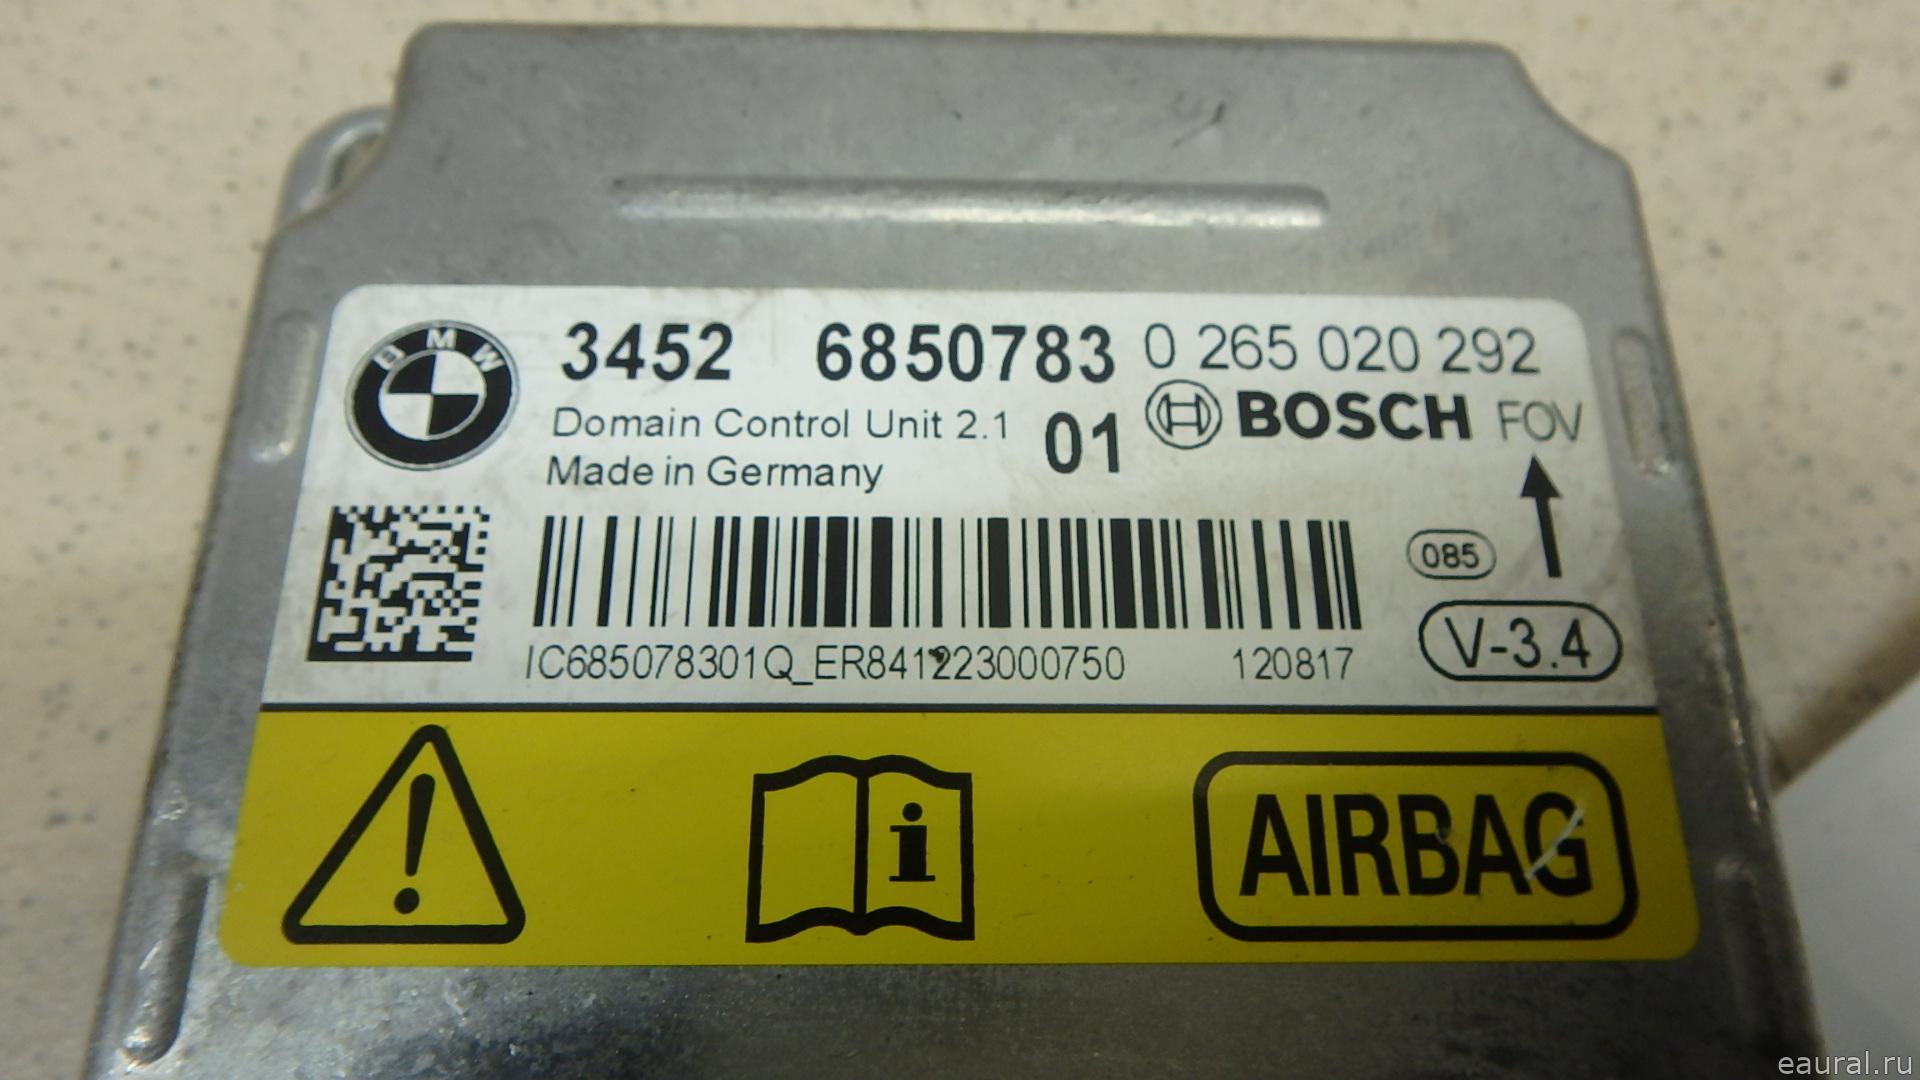 BMW
3452 6850783 0 265 020 292
Domain Control Unit 2.1 01 BOSCH FOV
Made in Germany
085
V-3.4
IC685078301Q_ER841223000750 120817
i AIRBAG
eaural.ru